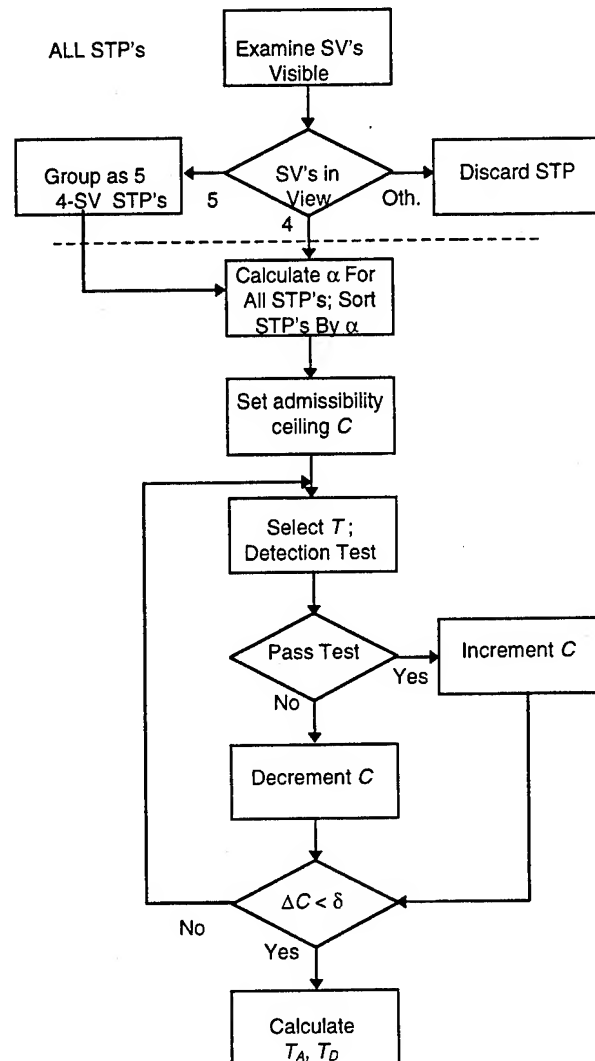 ALL STP's
Examine SV's
Visible
Group as 5
4-SV STP's
5
SV's in
View
4
Oth.
Discard STP
Calculate α For
All STP's; Sort
STP's By α
Set admissibility
ceiling C
Select T ;
Detection Test
Pass Test
Yes
Increment C
No
Decrement C
ΔC < δ
No
Yes
Calculate
T_A, T_D